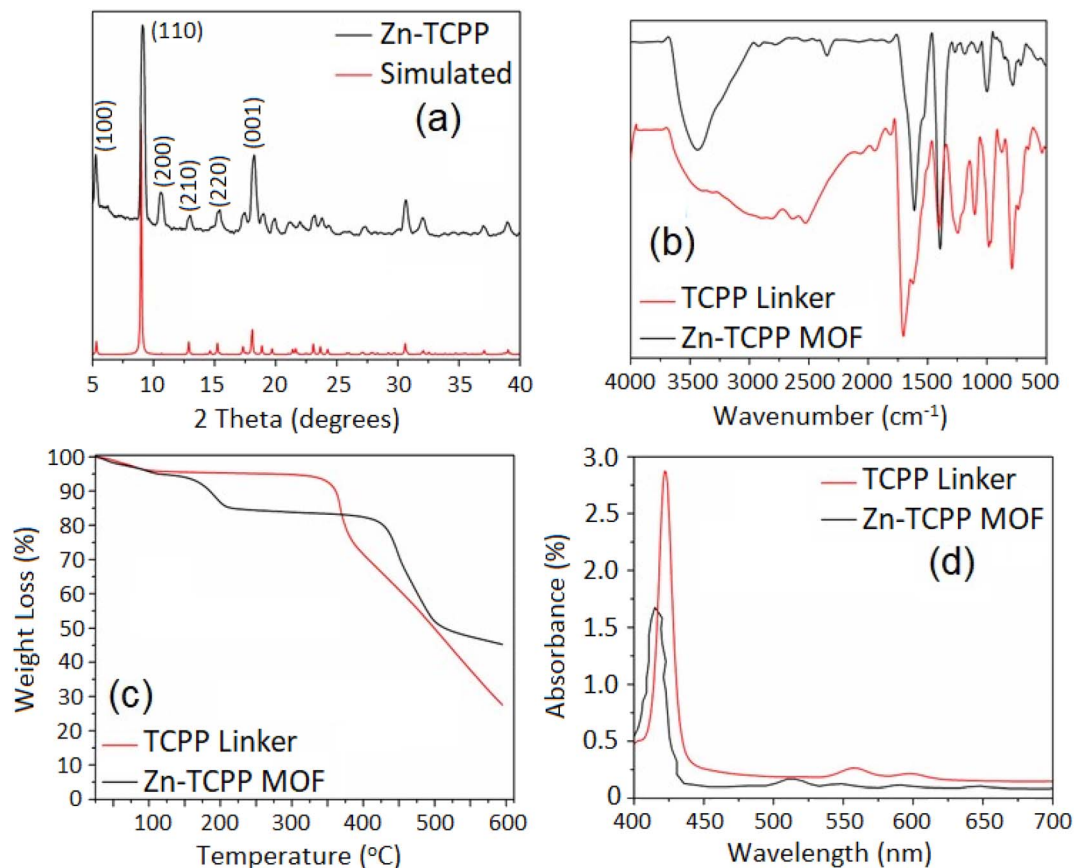 (110)
Zn-TCPP
Simulated
(a)
(100)
(200)
(210)
(220)
(001)
5 10 15 20 25 30 35 40
2 Theta (degrees)
(b)
TCPP Linker
Zn-TCPP MOF
4000 3500 3000 2500 2000 1500 1000 500
Wavenumber (cm-1)
100
90
80
70
60
50
40
30
20
10
0
Weight Loss (%)
(c)
TCPP Linker
Zn-TCPP MOF
100 200 300 400 500 600
Temperature (oC)
3.0
2.5
2.0
1.5
1.0
0.5
0
Absorbance (%)
TCPP Linker
Zn-TCPP MOF
(d)
400 450 500 550 600 650 700
Wavelength (nm)